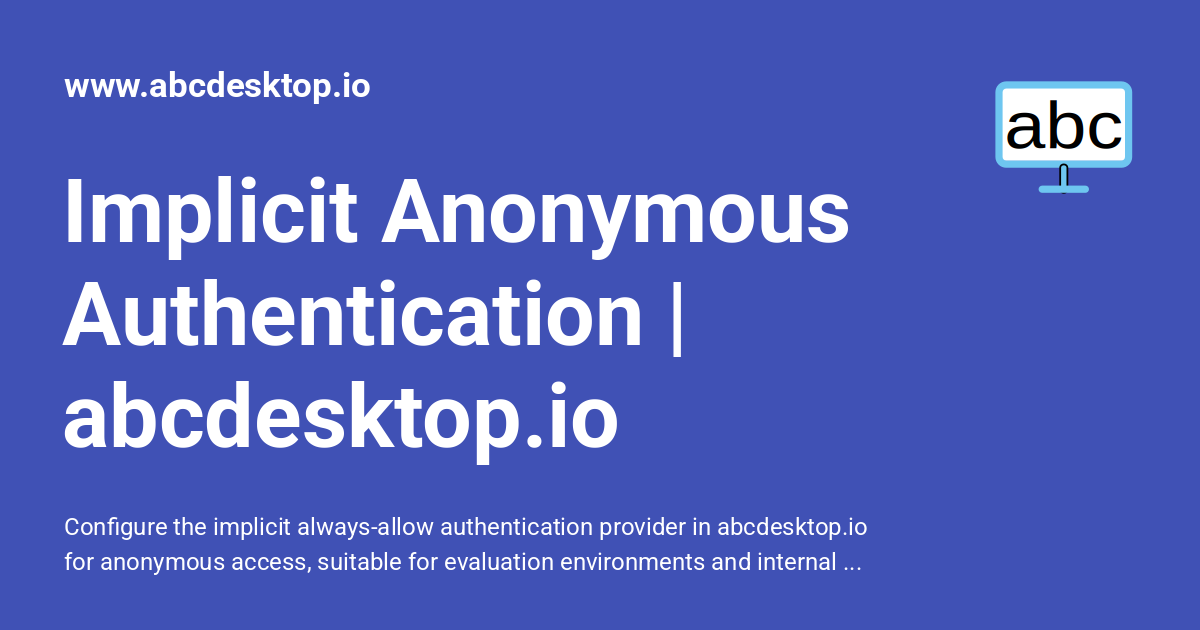 www.abcdesktop.io
abc
Implicit Anonymous
Authentication |
abcdesktop.io
Configure the implicit always-allow authentication provider in abcdesktop.io
for anonymous access, suitable for evaluation environments and internal ...